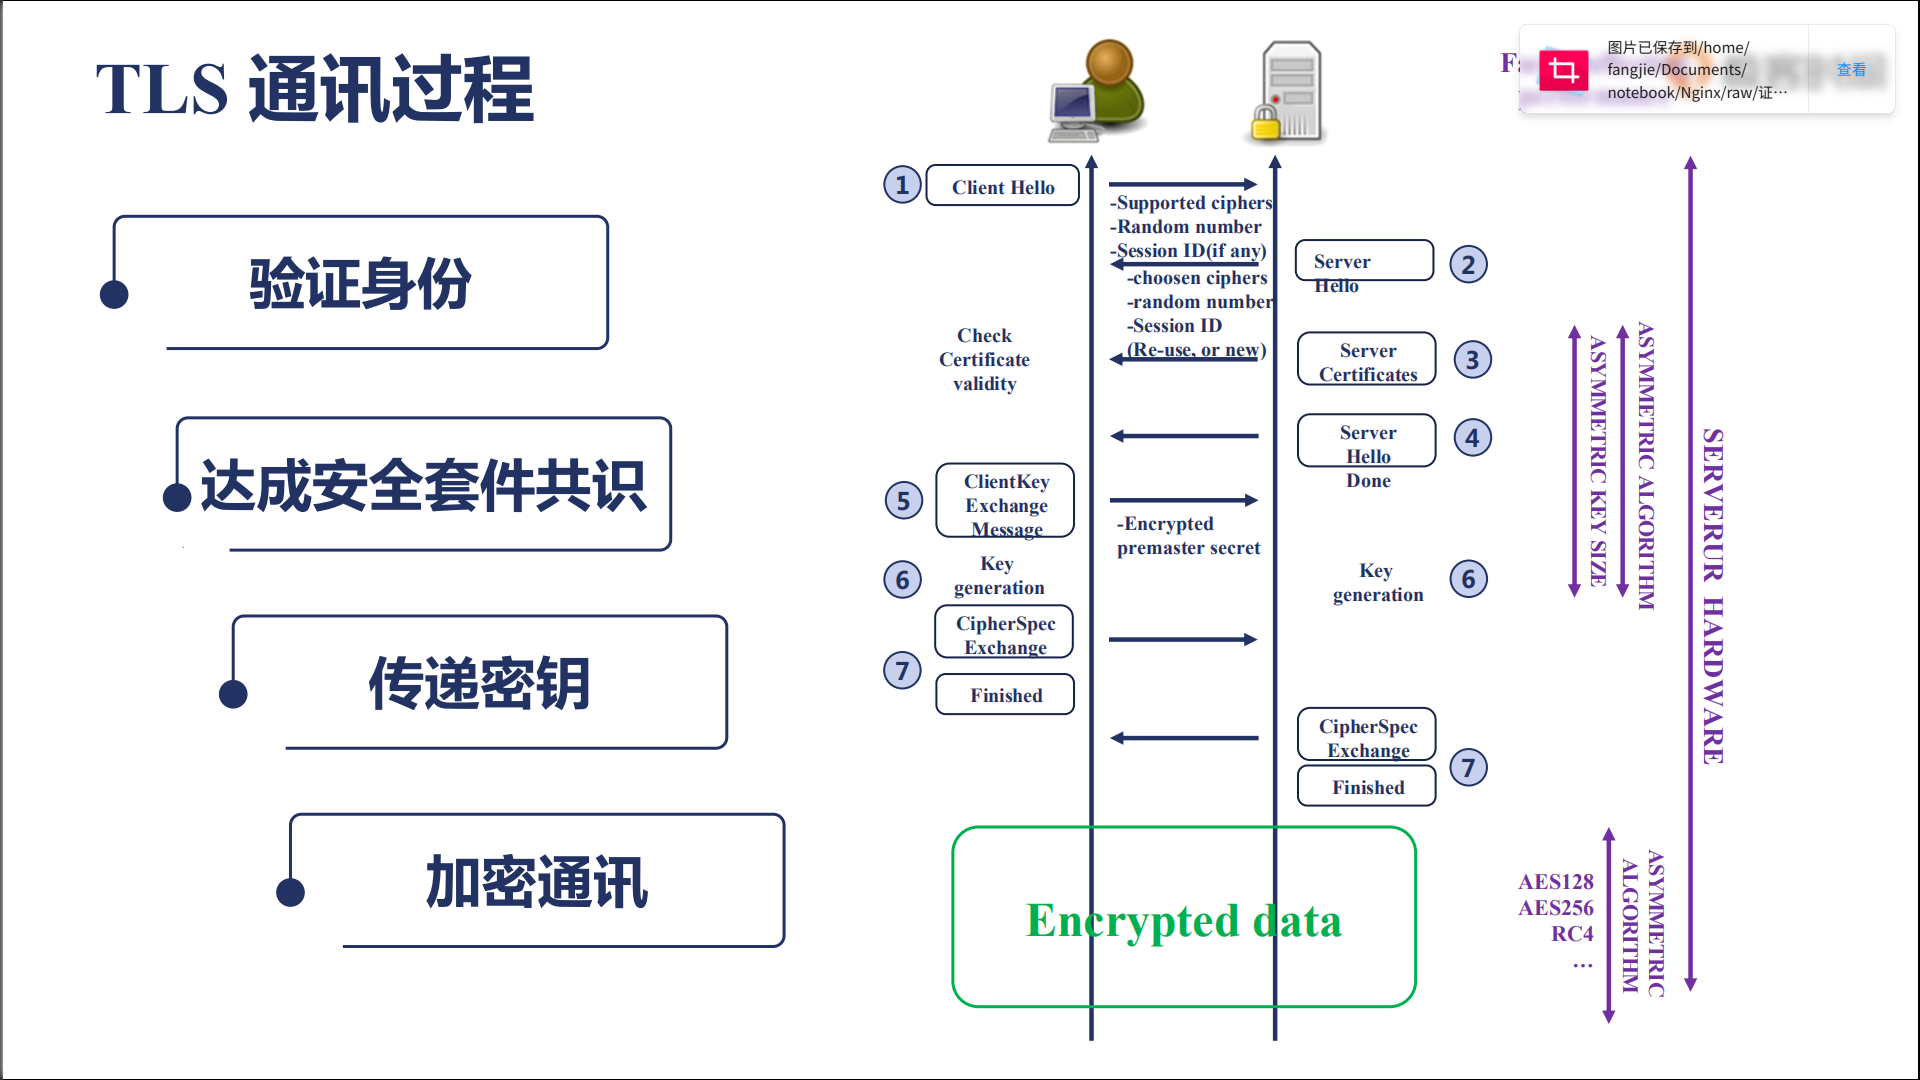 TLS 通讯过程
验证身份
达成安全套件共识
传递密钥
加密通讯
1
Client Hello
-Supported ciphers
-Random number
-Session ID(if any)
Server
Hello
2
-choosen ciphers
-random number
-Session ID
(Re-use, or new)
Check
Certificate
validity
Server
Certificates
3
Server
Hello
Done
4
5
ClientKey
Exchange
Message
-Encrypted
premaster secret
6
Key
generation
Key
generation
6
7
CipherSpec
Exchange
Finished
CipherSpec
Exchange
Finished
7
Encrypted data
图片已保存到/home/
fangjie/Documents/
notebook/Nginx/raw/证…
查看
ASYMMETRIC KEY SIZE
ASYMMETRIC ALGORITHM
SERVERUR HARDWARE
AES128
AES256
RC4
…
ASYMMETRIC
ALGORITHM